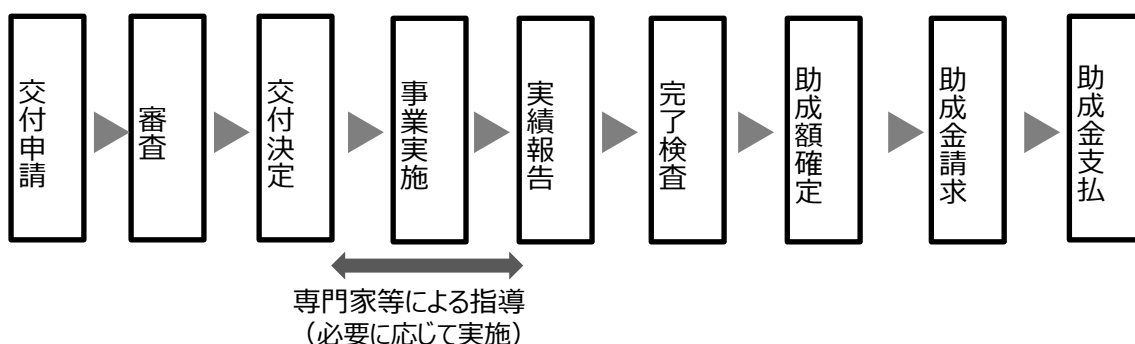 交付申請
審査
交付決定
事業実施
実績報告
完了検査
助成額確定
助成金請求
助成金支払
専門家等による指導
（必要に応じて実施）